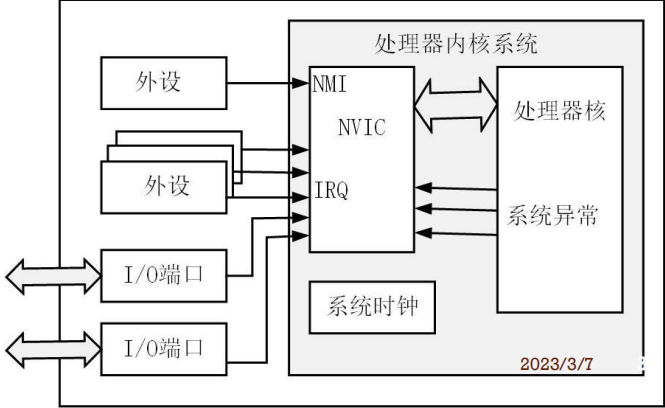 处理器内核系统
外设
NMI
NVIC
处理器核
外设
IRQ
系统异常
I/O端口
系统时钟
I/O端口
2023/3/7